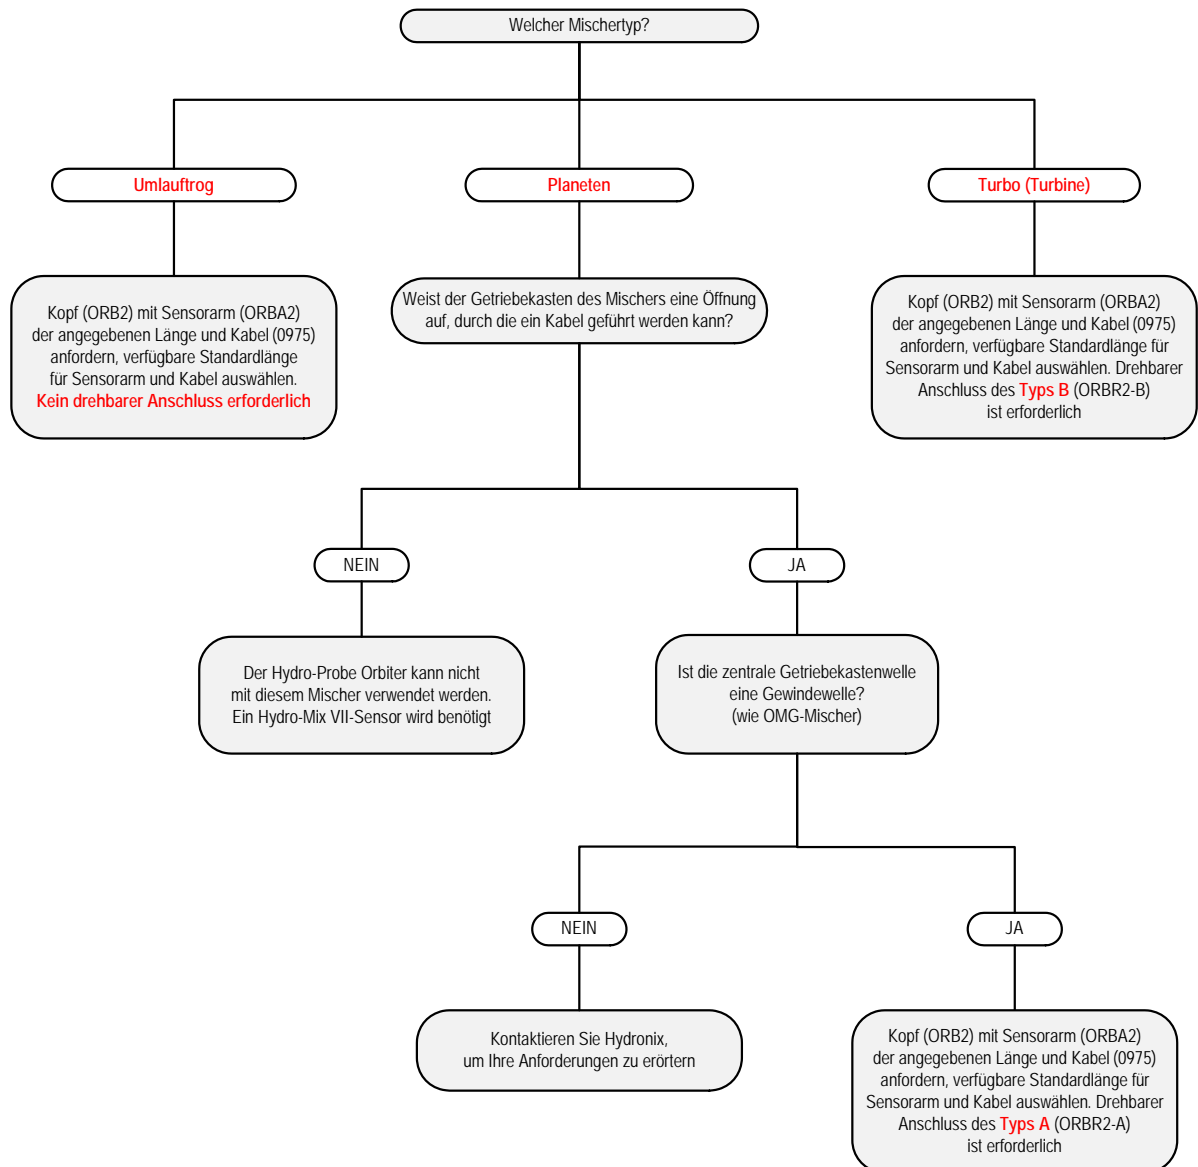 Welcher Mischertyp?
Umlauftrog
Planeten
Turbo (Turbine)
Kopf (ORB2) mit Sensorarm (ORBA2)
der angegebenen Länge und Kabel (0975)
anfordern, verfügbare Standardlänge
für Sensorarm und Kabel auswählen.
Kein drehbarer Anschluss erforderlich
Weist der Getriebekasten des Mischers eine Öffnung
auf, durch die ein Kabel geführt werden kann?
Kopf (ORB2) mit Sensorarm (ORBA2)
der angegebenen Länge und Kabel (0975)
anfordern, verfügbare Standardlänge für
Sensorarm und Kabel auswählen. Drehbarer
Anschluss des Typs B (ORBR2-B)
ist erforderlich
NEIN
JA
Der Hydro-Probe Orbiter kann nicht
mit diesem Mischer verwendet werden.
Ein Hydro-Mix VII-Sensor wird benötigt
Ist die zentrale Getriebekastenwelle
eine Gewindewelle?
(wie OMG-Mischer)
NEIN
JA
Kontaktieren Sie Hydronix,
um Ihre Anforderungen zu erörtern
Kopf (ORB2) mit Sensorarm (ORBA2)
der angegebenen Länge und Kabel (0975)
anfordern, verfügbare Standardlänge für
Sensorarm und Kabel auswählen. Drehbarer
Anschluss des Typs A (ORBR2-A)
ist erforderlich